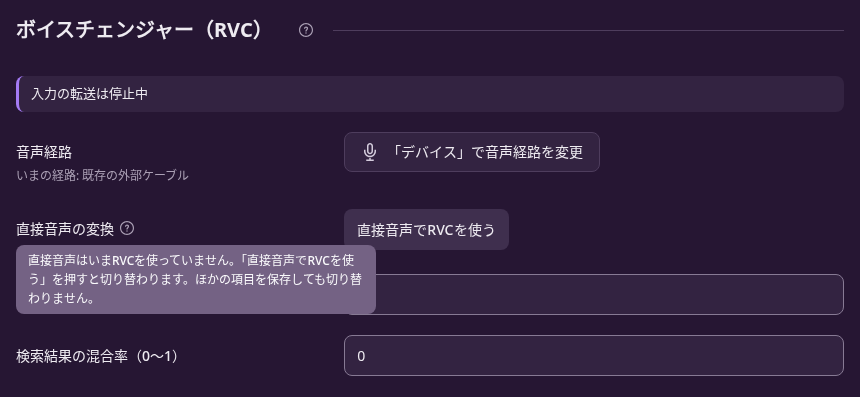 ボイスチェンジャー（RVC）
入力の転送は停止中
音声経路
「デバイス」で音声経路を変更
いまの経路: 既存の外部ケーブル
直接音声の変換
直接音声でRVCを使う
直接音声はいまRVCを使っていません。「直接音声でRVCを使
う」を押すと切り替わります。ほかの項目を保存しても切り替
わりません。
検索結果の混合率（0〜1）
0